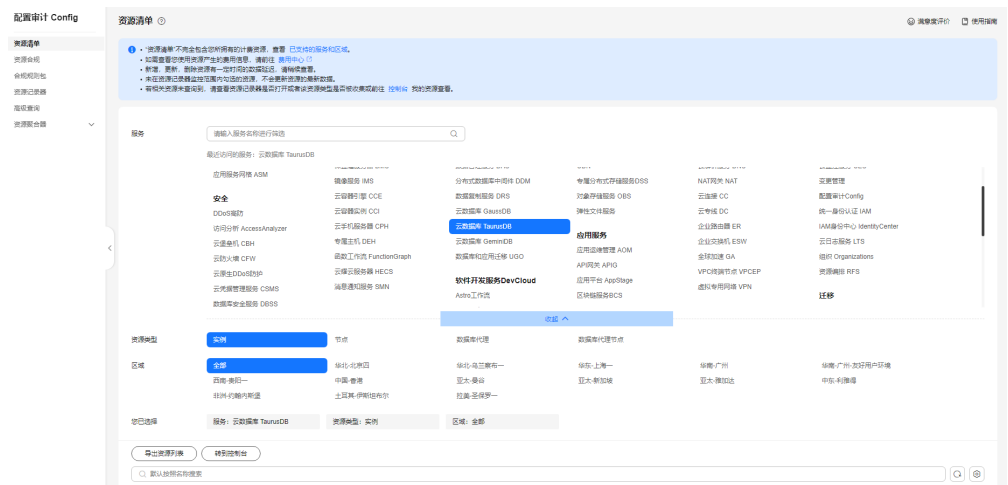 配置审计 Config
资源清单
资源合规
合规规则包
资源记录器
高级查询
资源聚合器
资源清单
满意度评价 使用指南
• "资源清单"不完全包含您所拥有的计费资源，查看 已支持的服务和区域。
• 如需查看您使用资源产生的费用信息，请前往 费用中心
• 新增、更新、删除资源有一定时间的数据延迟，请稍候查看。
• 未在资源记录器监控范围内勾选的资源，不会更新资源的最新数据。
• 若相关资源未查询到，请查看资源记录器是否打开或者该资源类型是否被收集或前往 控制台 我的资源查看。
服务 请输入服务名称进行筛选
最近访问的服务：云数据库 TaurusDB
应用服务网格 ASM
安全
DDoS高防
访问分析 AccessAnalyzer
云堡垒机 CBH
云防火墙 CFW
云原生DDoS防护
云凭据管理服务 CSMS
数据库安全服务 DBSS
镜像服务 IMS
云容器引擎 CCE
云容器实例 CCI
云手机服务器 CPH
专属主机 DEH
函数工作流 FunctionGraph
云耀云服务器 HECS
消息通知服务 SMN
分布式数据库中间件 DDM
数据复制服务 DRS
云数据库 GaussDB
云数据库 TaurusDB
云数据库 GeminiDB
数据库和应用迁移 UGO
软件开发服务DevCloud
Astro工作流
专属分布式存储服务DSS
对象存储服务 OBS
弹性文件服务
应用服务
应用运维管理 AOM
API网关 APIG
应用平台 AppStage
区块链服务BCS
NAT网关 NAT
云连接 CC
云专线 DC
企业路由器 ER
企业交换机 ESW
全球加速 GA
VPC终端节点 VPCEP
虚拟专用网络 VPN
变更管理
配置审计Config
统一身份认证 IAM
IAM身份中心 IdentityCenter
云日志服务 LTS
组织 Organizations
资源编排 RFS
迁移
收起
资源类型 实例 节点 数据库代理 数据库代理节点
区域 全部 华北-北京四 华北-乌兰察布一 华东-上海一 华南-广州 华南-广州-友好用户环境
西南-贵阳一 中国-香港 亚太-曼谷 亚太-新加坡 亚太-雅加达 中东-利雅得
非洲-约翰内斯堡 土耳其-伊斯坦布尔 拉美-圣保罗一
您已选择 服务：云数据库 TaurusDB 资源类型：实例 区域：全部
导出资源列表 转到控制台
默认按照名称搜索